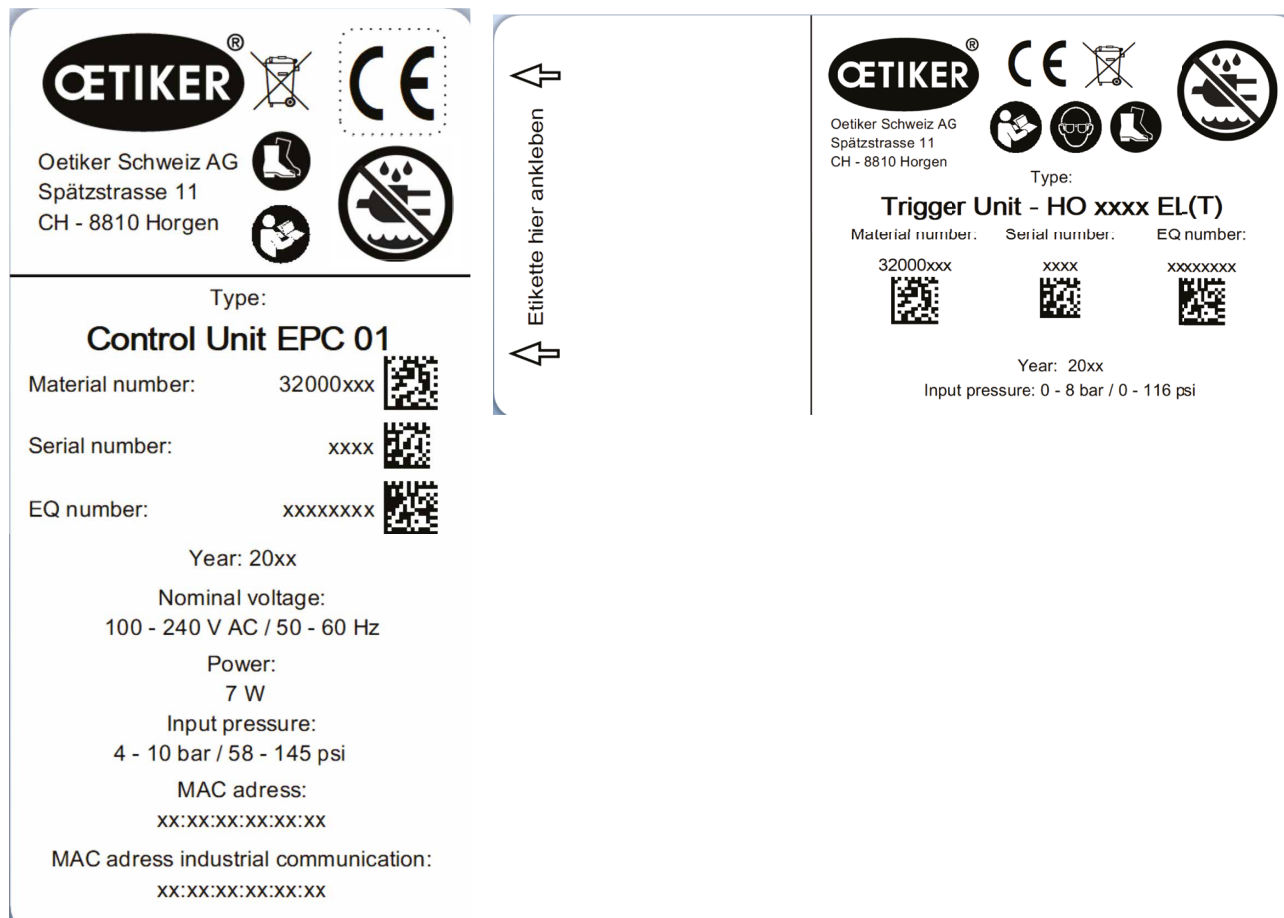 ŒTIKER®
CE
Oetiker Schweiz AG
Spätzstrasse 11
CH - 8810 Horgen
Type:
Control Unit EPC 01
Material number: 32000xxx
Serial number: xxxx
EQ number: xxxxxxxx
Year: 20xx
Nominal voltage:
100 - 240 V AC / 50 - 60 Hz
Power:
7 W
Input pressure:
4 - 10 bar / 58 - 145 psi
MAC adress:
xx:xx:xx:xx:xx:xx
MAC adress industrial communication:
xx:xx:xx:xx:xx:xx
Etikette hier ankleben
ŒTIKER®
CE
Oetiker Schweiz AG
Spätzstrasse 11
CH - 8810 Horgen
Type:
Trigger Unit - HO xxxx EL(T)
Material number: Serial number: EQ number:
32000xxx xxxx xxxxxxxx
Year: 20xx
Input pressure: 0 - 8 bar / 0 - 116 psi